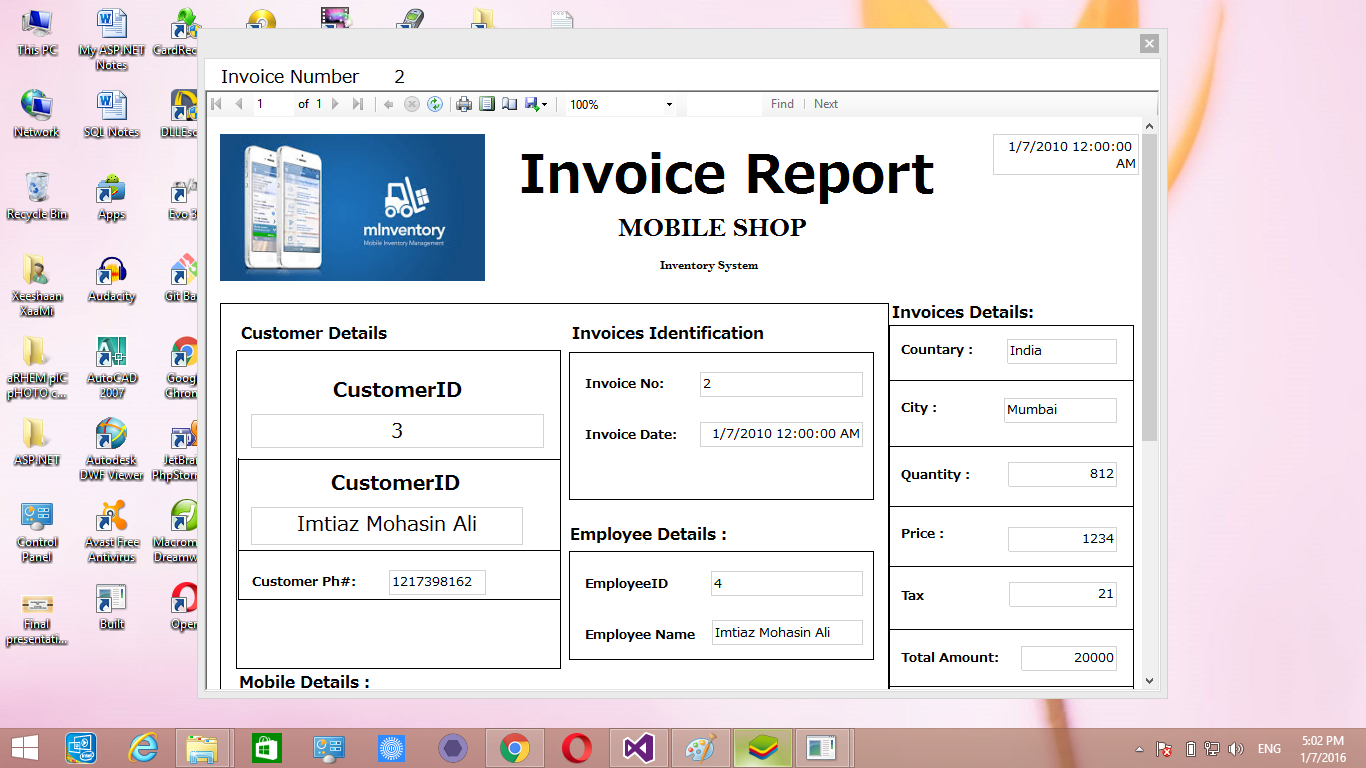 This PC
My ASP.NET
Notes
CardRec
Network
SQL Notes
DLLEsc
Recycle Bin
Apps
Evo 3
Xeeshaan
XaaMi
Audacity
Git Ba
aRHEM pIC
pHOTO c...
AutoCAD
2007
Goog
Chrom
ASP.NET
Autodesk
DWF Viewer
JetBra
PhpStor
Control
Panel
Avast Free
Antivirus
Macrom
Dreamw
Final
presentati...
Built
Oper
Invoice Number 2
1 of 1 100% Find | Next
mInventory
Mobile Inventory Management
Invoice Report
MOBILE SHOP
Inventory System
1/7/2010 12:00:00
AM
Customer Details
CustomerID
3
CustomerID
Imtiaz Mohasin Ali
Customer Ph#: 1217398162
Mobile Details :
Invoices Identification
Invoice No: 2
Invoice Date: 1/7/2010 12:00:00 AM
Employee Details :
EmployeeID 4
Employee Name Imtiaz Mohasin Ali
Invoices Details:
Countary : India
City : Mumbai
Quantity : 812
Price : 1234
Tax 21
Total Amount: 20000
ENG
5:02 PM
1/7/2016